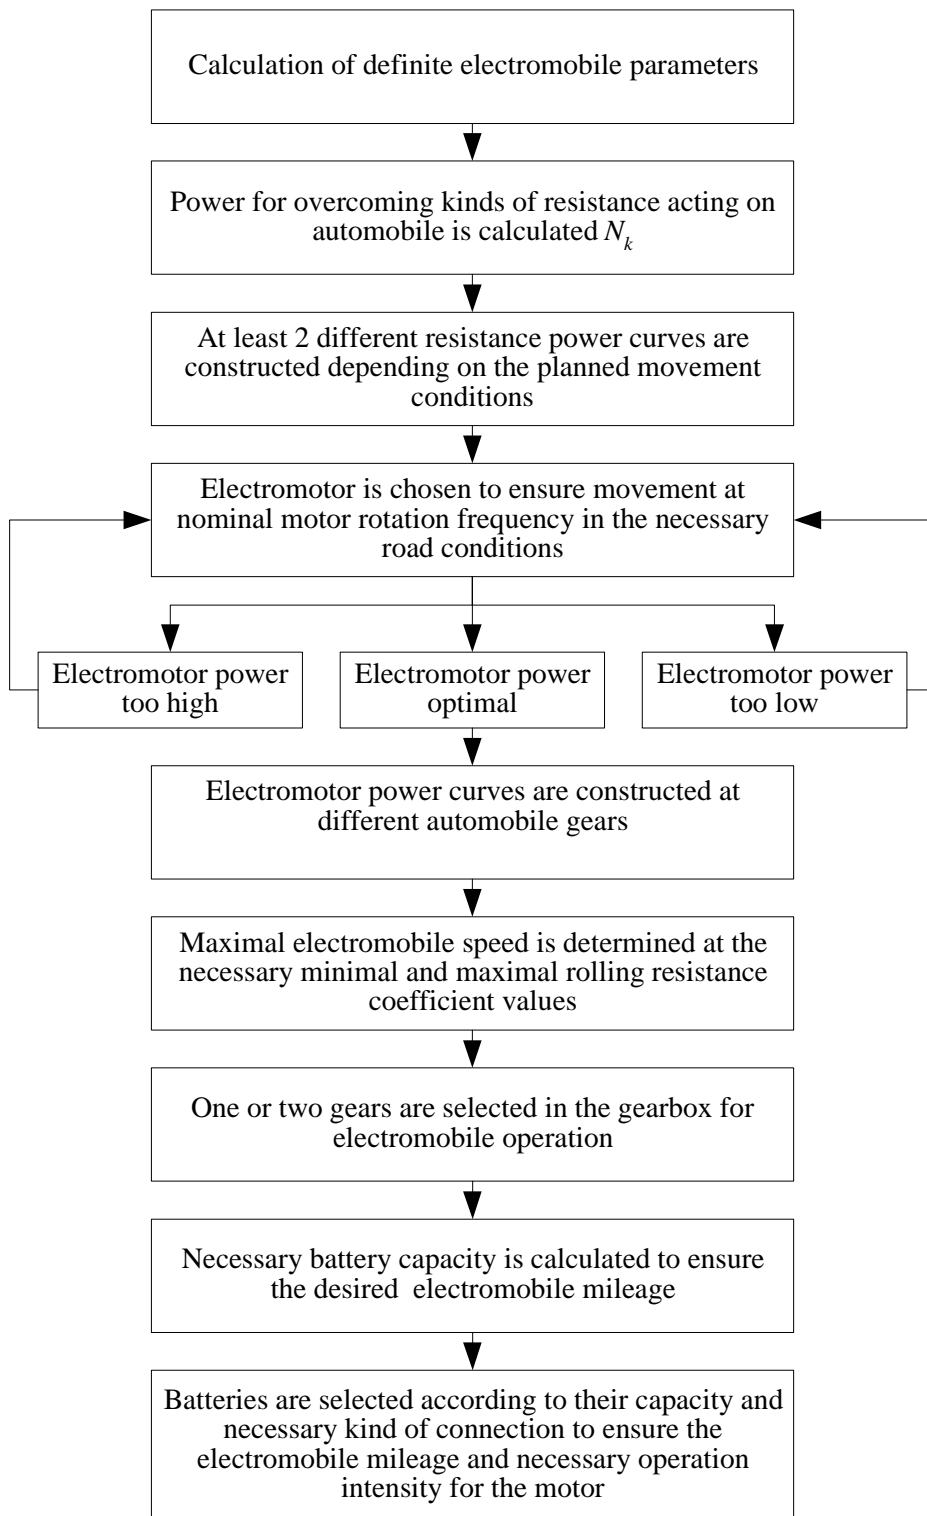 Calculation of definite electromobile parameters
Power for overcoming kinds of resistance acting on
automobile is calculated N_k
At least 2 different resistance power curves are
constructed depending on the planned movement
conditions
Electromotor is chosen to ensure movement at
nominal motor rotation frequency in the necessary
road conditions
Electromotor power
too high
Electromotor power
optimal
Electromotor power
too low
Electromotor power curves are constructed at
different automobile gears
Maximal electromobile speed is determined at the
necessary minimal and maximal rolling resistance
coefficient values
One or two gears are selected in the gearbox for
electromobile operation
Necessary battery capacity is calculated to ensure
the desired  electromobile mileage
Batteries are selected according to their capacity and
necessary kind of connection to ensure the
electromobile mileage and necessary operation
intensity for the motor